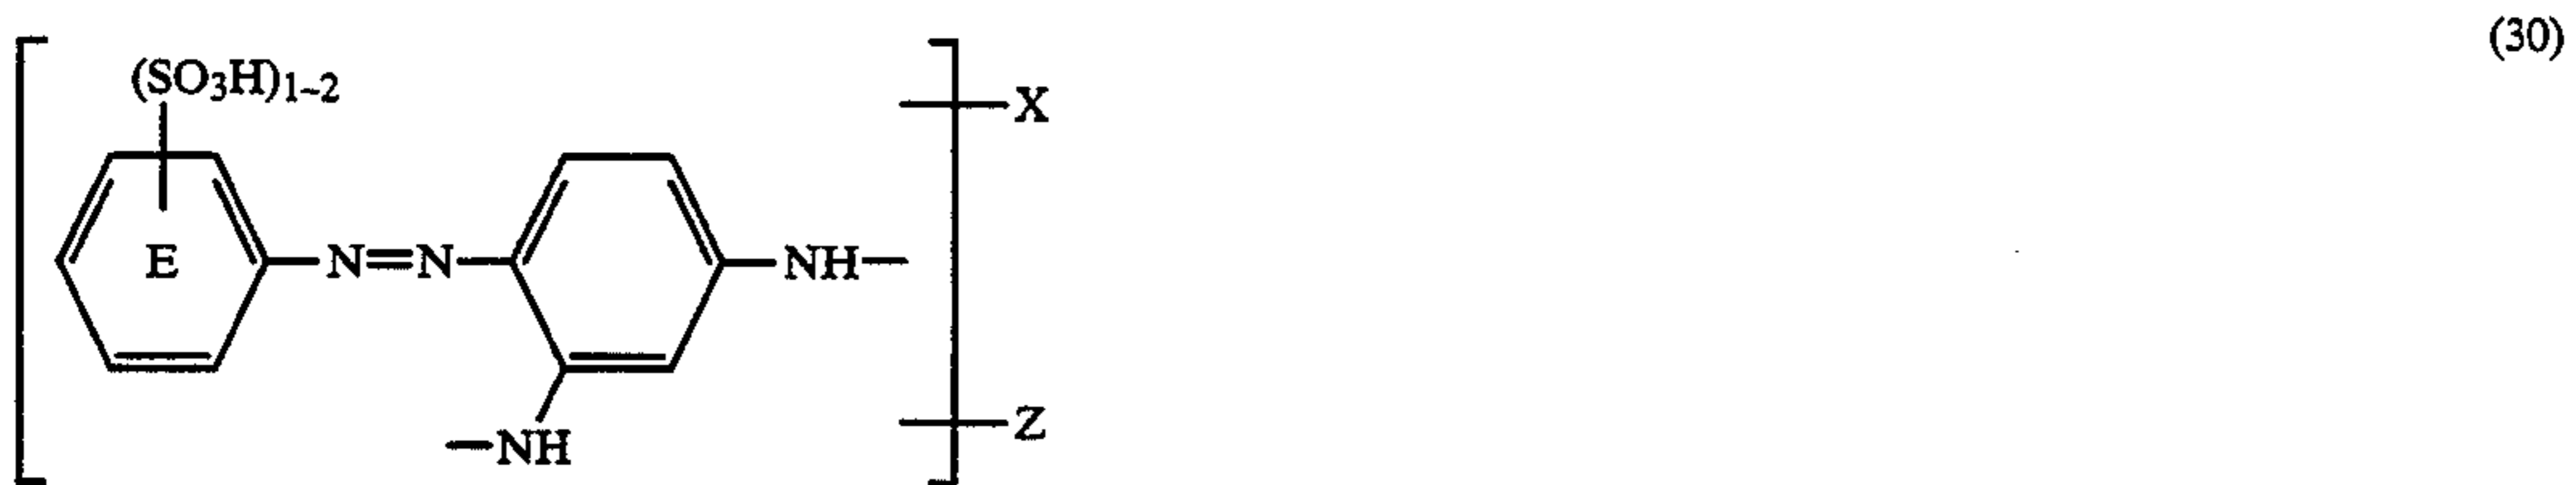 (30)
(SO3H)1~2
X
E
N=N
NH
Z
NH